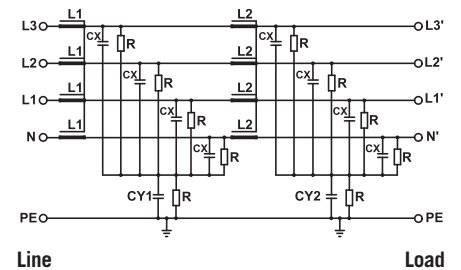 L1 L2
L3 CX R CX R L3'
L1 L2
L2 CX R CX R L2'
L1 L2
L1 CX R CX R L1'
L1 L2
N CX R CX R N'
CY1 R CY2 R
PE PE
Line Load